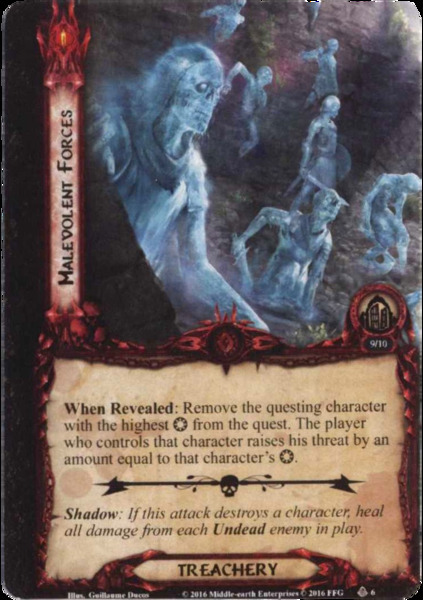 MALEVOLENT FORCES
9/10
When Revealed: Remove the questing character
with the highest from the quest. The player
who controls that character raises his threat by an
amount equal to that character's .
Shadow: If this attack destroys a character, heal
all damage from each Undead enemy in play.
TREACHERY
Illus. Guillaume Ducos
© 2016 Middle-earth Enterprises © 2016 FFG
6